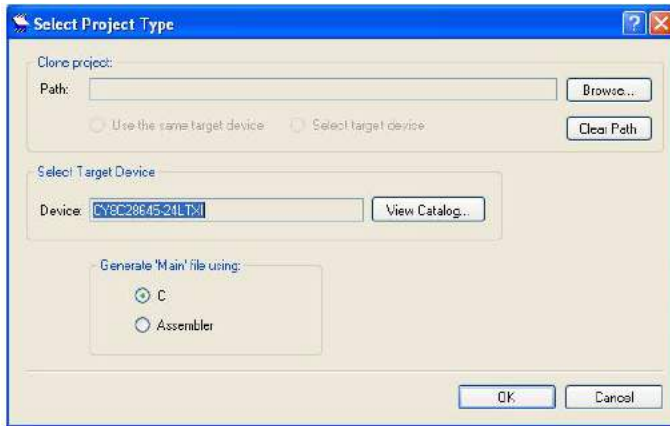 Select Project Type
Clone project:
Path:
Browse...
Use the same target device
Select target device
Clear Path
Select Target Device
Device: CY8C28645-24LTXI
View Catalog...
Generate 'Main' file using:
C
Assembler
OK
Cancel